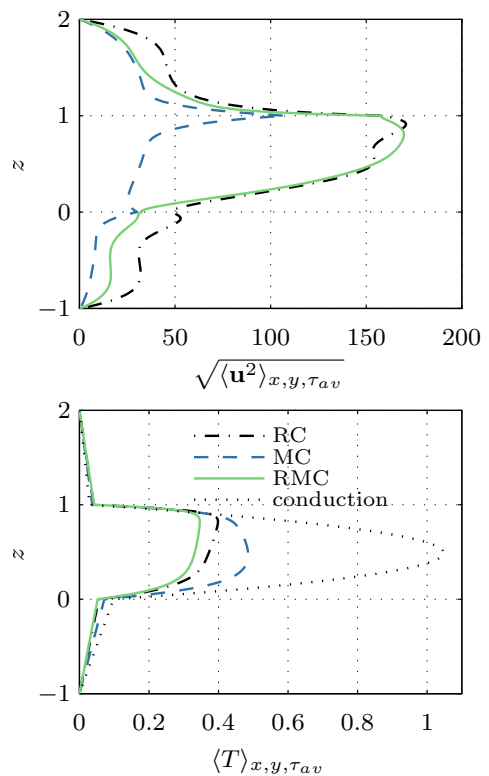 2
1
z
0
−1
0
50
100
150
200
√⟨u²⟩x,y,τav
2
RC
MC
RMC
1
conduction
z
0
−1
0
0.2
0.4
0.6
0.8
1
⟨T⟩x,y,τav